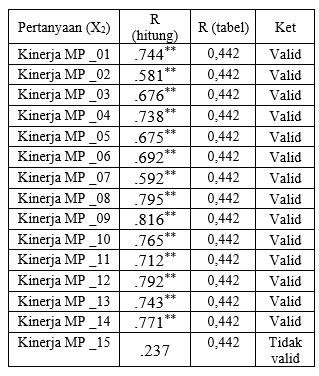 Pertanyaan (X₂) R (hitung) R (tabel) Ket
Kinerja MP _01 .744** 0,442 Valid
Kinerja MP _02 .581** 0,442 Valid
Kinerja MP _03 .676** 0,442 Valid
Kinerja MP _04 .738** 0,442 Valid
Kinerja MP _05 .675** 0,442 Valid
Kinerja MP _06 .692** 0,442 Valid
Kinerja MP _07 .592** 0,442 Valid
Kinerja MP _08 .795** 0,442 Valid
Kinerja MP _09 .816** 0,442 Valid
Kinerja MP _10 .765** 0,442 Valid
Kinerja MP _11 .712** 0,442 Valid
Kinerja MP _12 .792** 0,442 Valid
Kinerja MP _13 .743** 0,442 Valid
Kinerja MP _14 .771** 0,442 Valid
Kinerja MP _15 .237 0,442 Tidak valid